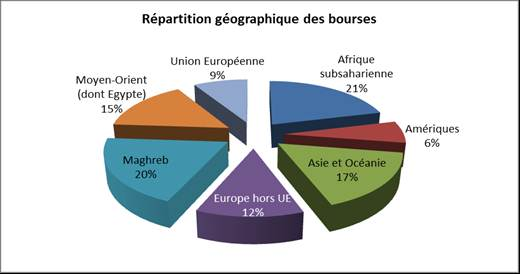 Répartition géographique des bourses
Union Européenne
9%
Afrique
subsaharienne
21%
Moyen-Orient
(dont Egypte)
15%
Amériques
6%
Maghreb
20%
Asie et Océanie
17%
Europe hors UE
12%